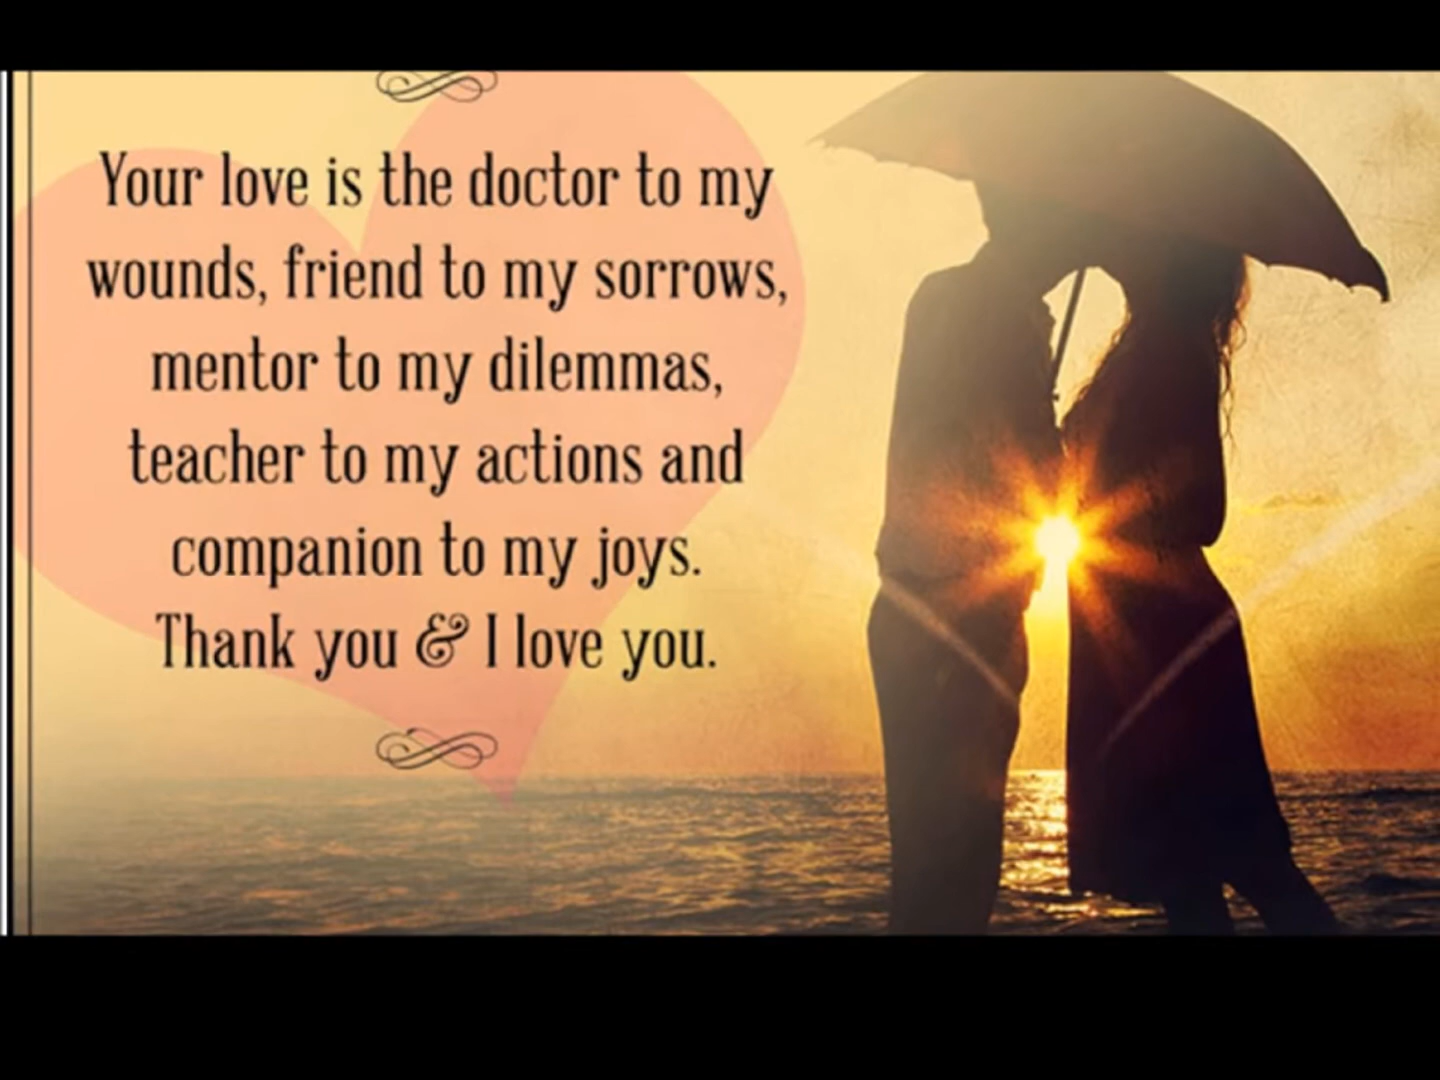 Your love is the doctor to my
wounds, friend to my sorrows,
mentor to my dilemmas,
teacher to my actions and
companion to my joys.
Thank you & I love you.